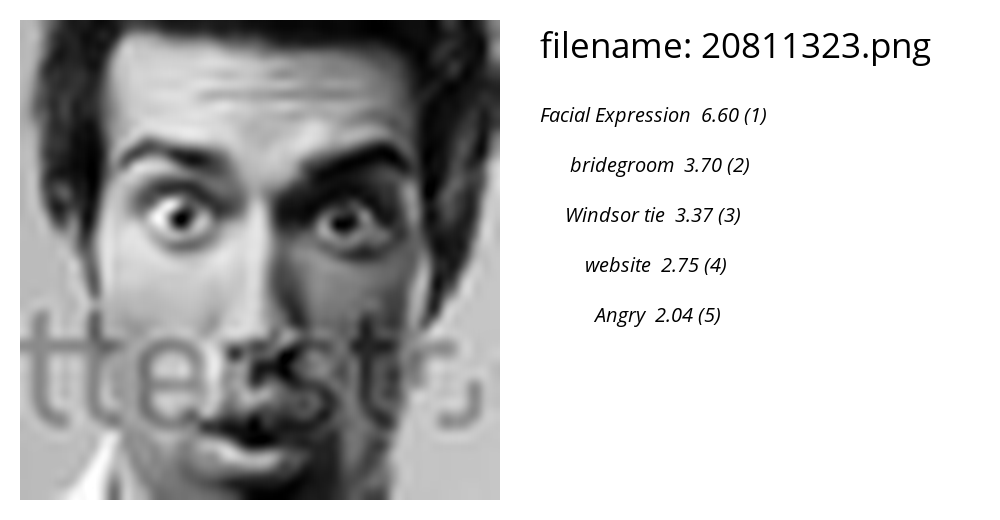 filename: 20811323.png
Facial Expression 6.60 (1)
bridegroom 3.70 (2)
Windsor tie 3.37 (3)
website 2.75 (4)
Angry 2.04 (5)
tterst